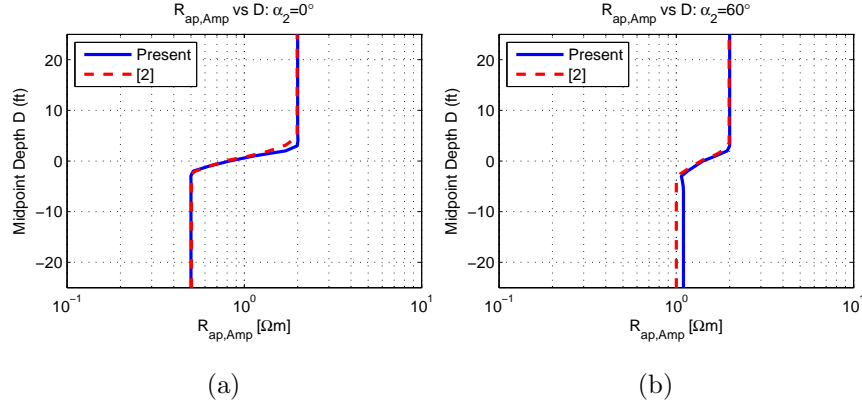 R_ap,Amp vs D: α_2=0°
Present
[2]
Midpoint Depth D (ft)
20
10
0
−10
−20
10^−1
10^0
10^1
R_ap,Amp [Ωm]
(a)
R_ap,Amp vs D: α_2=60°
Present
[2]
Midpoint Depth D (ft)
20
10
0
−10
−20
10^−1
10^0
10^1
R_ap,Amp [Ωm]
(b)